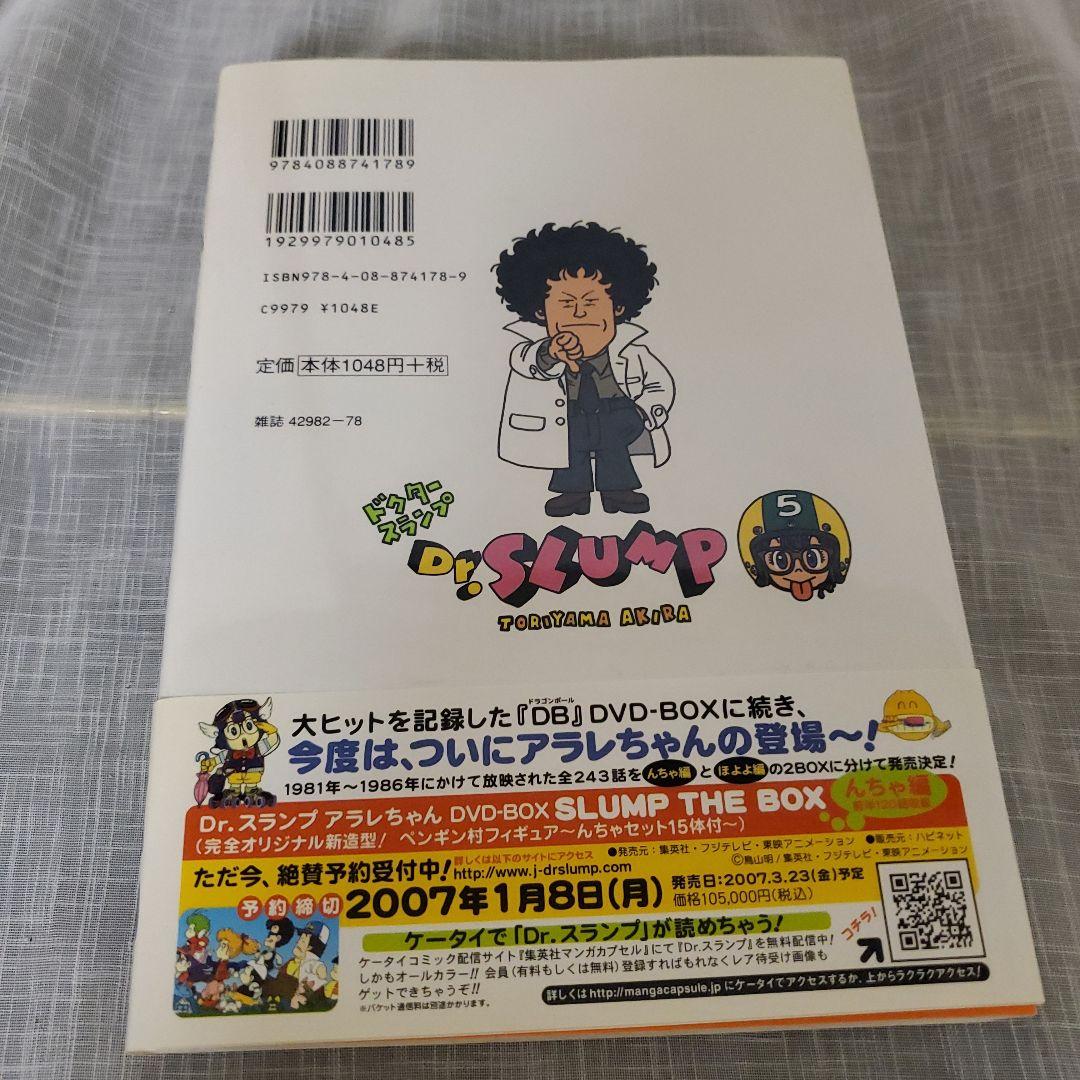 9784088741789
1929979010485
ISBN978-4-08-874178-9
C9979 ¥1048E
定価 本体1048円+税
雑誌 42982-78
ドクター
スランプ
Dr.SLUMP
5
TORIYAMA AKIRA
ドラゴンボール
大ヒットを記録した『DB』DVD-BOXに続き、
今度は、ついにアラレちゃんの登場〜!
1981年〜1986年にかけて放映された全243話をんちゃ編とほよよ編の2BOXに分けて発売決定!
Dr.スランプ アラレちゃん DVD-BOX SLUMP THE BOX んちゃ編
前半120話収録
(完全オリジナル新造型! ペンギン村フィギュア〜んちゃセット15体付〜)
ただ今、絶賛予約受付中! 詳しくは以下のサイトにアクセス
http://www.j-drslump.com
●発売元:集英社・フジテレビ・東映アニメーション ●販売元:ハピネット
©鳥山明/集英社・フジテレビ・東映アニメーション
予約締切 2007年1月8日(月) 発売日:2007.3.23(金)予定
価格105,000円(税込)
ケータイで「Dr.スランプ」が読めちゃう!
コチラ!
ケータイコミック配信サイト『集英社マンガカプセル』にて『Dr.スランプ』を無料配信中!
しかもオールカラー!! 会員(有料もしくは無料)登録すればもれなくレア待受け画像も
ゲットできちゃうぞ!!
※パケット通信料は別途かかります。
詳しくはhttp://mangacapsule.jpにケータイでアクセスするか、上からラクラクアクセス!